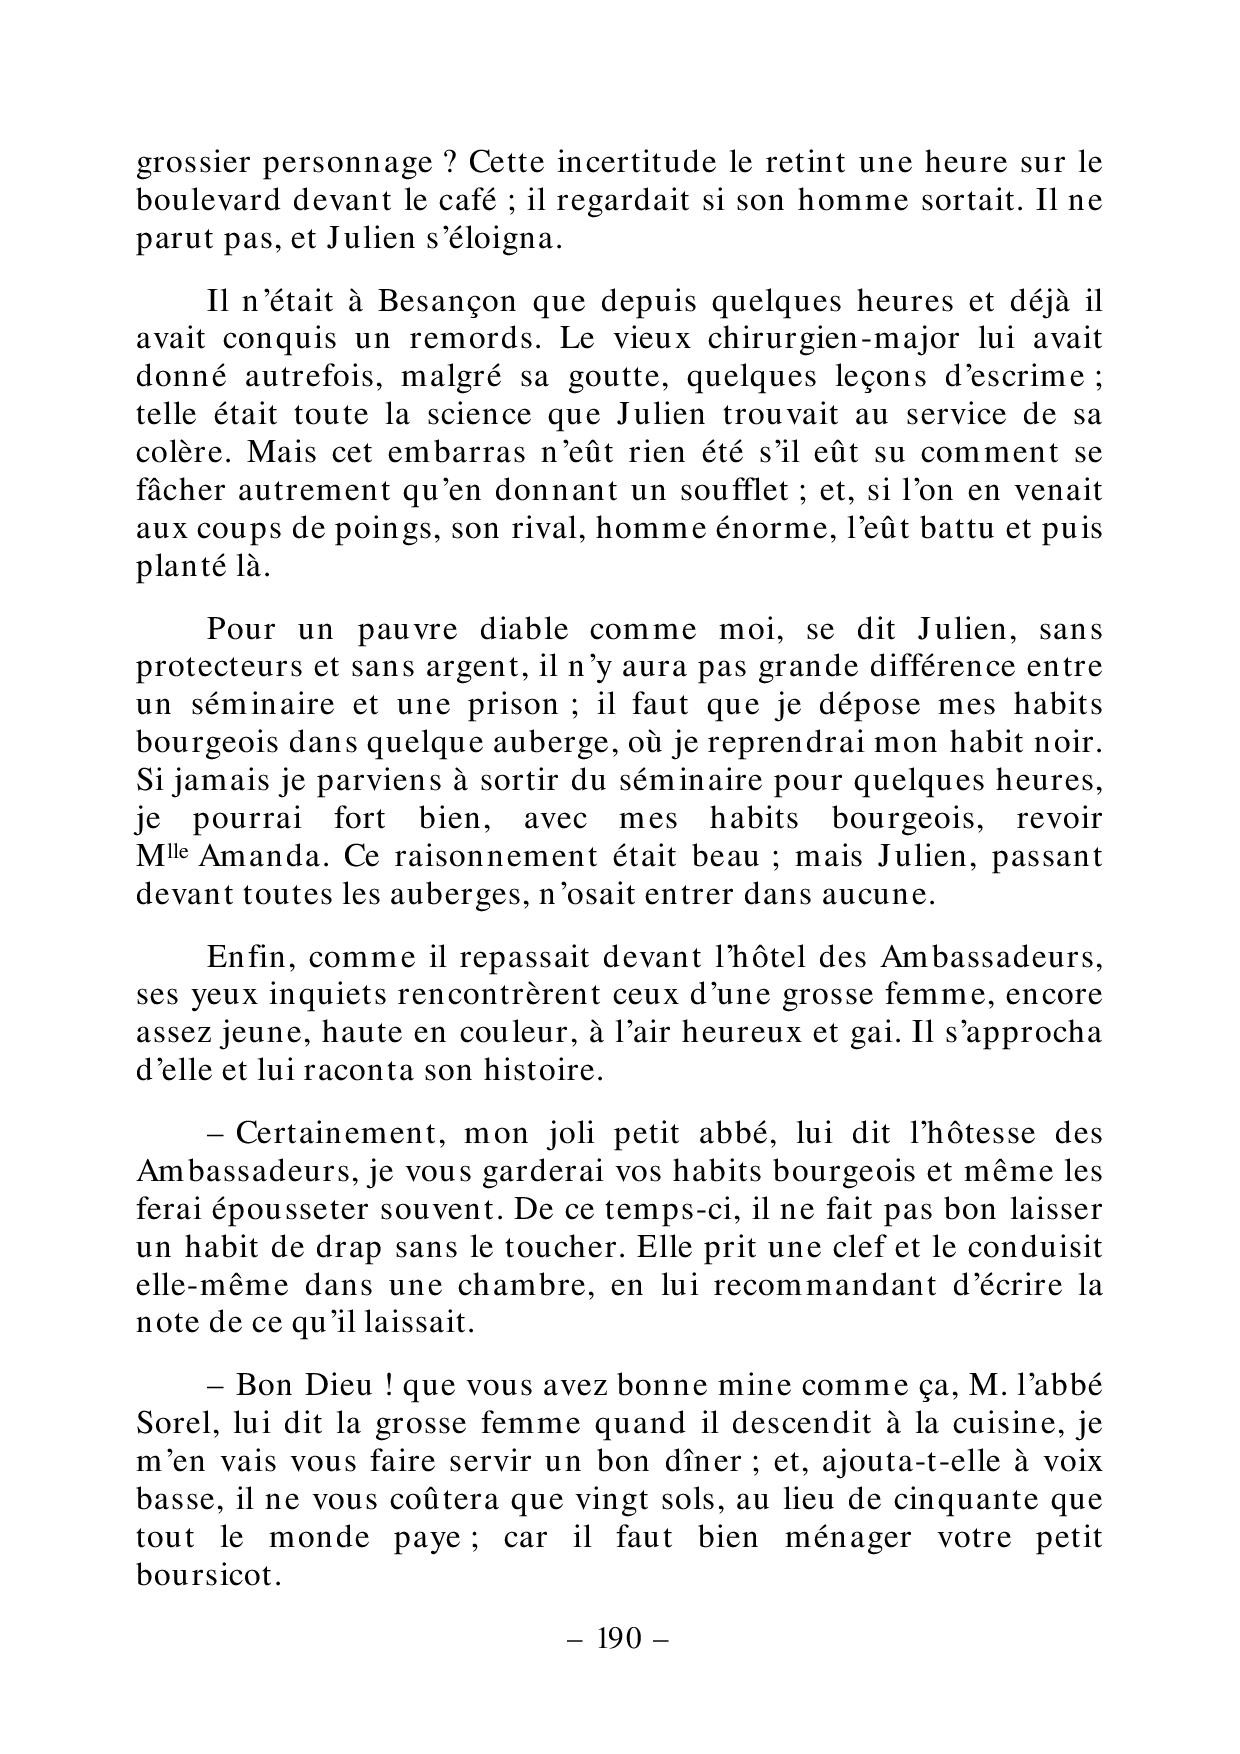 grossier personnage ? Cette incertitude le retint une heure sur le
boulevard devant le café ; il regardait si son homme sortait. Il ne
parut pas, et Julien s’éloigna.
Il n’était à Besançon que depuis quelques heures et déjà il
avait conquis un remords. Le vieux chirurgien-major lui avait
donné autrefois, malgré sa goutte, quelques leçons d’escrime ;
telle était toute la science que Julien trouvait au service de sa
colère. Mais cet embarras n’eût rien été s’il eût su comment se
fâcher autrement qu’en donnant un soufflet ; et, si l’on en venait
aux coups de poings, son rival, homme énorme, l’eût battu et puis
planté là.
Pour un pauvre diable comme moi, se dit Julien, sans
protecteurs et sans argent, il n’y aura pas grande différence entre
un séminaire et une prison ; il faut que je dépose mes habits
bourgeois dans quelque auberge, où je reprendrai mon habit noir.
Si jamais je parviens à sortir du séminaire pour quelques heures,
je pourrai fort bien, avec mes habits bourgeois, revoir
Mlle Amanda. Ce raisonnement était beau ; mais Julien, passant
devant toutes les auberges, n’osait entrer dans aucune.
Enfin, comme il repassait devant l’hôtel des Ambassadeurs,
ses yeux inquiets rencontrèrent ceux d’une grosse femme, encore
assez jeune, haute en couleur, à l’air heureux et gai. Il s’approcha
d’elle et lui raconta son histoire.
– Certainement, mon joli petit abbé, lui dit l’hôtesse des
Ambassadeurs, je vous garderai vos habits bourgeois et même les
ferai épousseter souvent. De ce temps-ci, il ne fait pas bon laisser
un habit de drap sans le toucher. Elle prit une clef et le conduisit
elle-même dans une chambre, en lui recommandant d’écrire la
note de ce qu’il laissait.
– Bon Dieu ! que vous avez bonne mine comme ça, M. l’abbé
Sorel, lui dit la grosse femme quand il descendit à la cuisine, je
m’en vais vous faire servir un bon dîner ; et, ajouta-t-elle à voix
basse, il ne vous coûtera que vingt sols, au lieu de cinquante que
tout le monde paye ; car il faut bien ménager votre petit
boursicot.
– 190 –